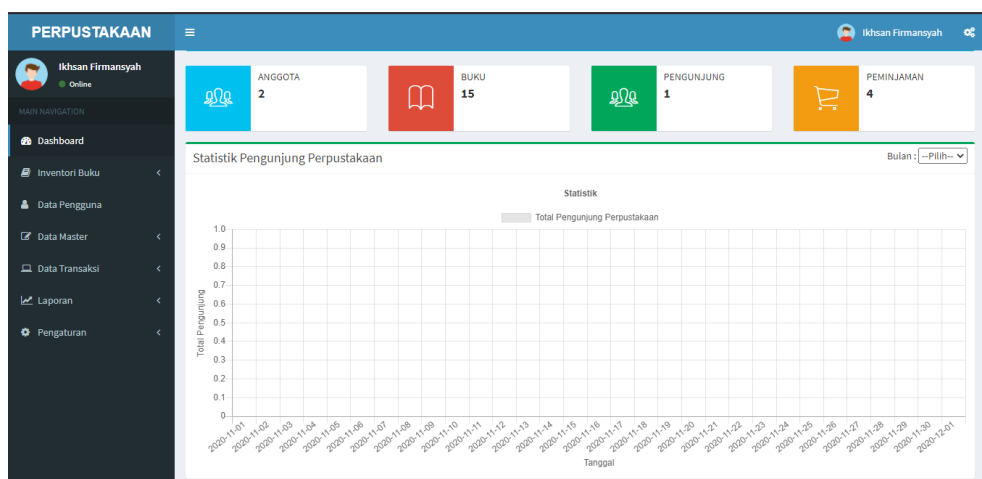 PERPUSTAKAAN
Ikhsan Firmansyah
Ikhsan Firmansyah
Online
MAIN NAVIGATION
Dashboard
Inventori Buku
Data Pengguna
Data Master
Data Transaksi
Laporan
Pengaturan
ANGGOTA
2
BUKU
15
PENGUNJUNG
1
PEMINJAMAN
4
Statistik Pengunjung Perpustakaan
Bulan : --Pilih--
Statistik
Total Pengunjung Perpustakaan
Total Pengunjung
1.0
0.9
0.8
0.7
0.6
0.5
0.4
0.3
0.2
0.1
0
2020-11-01
2020-11-02
2020-11-03
2020-11-04
2020-11-05
2020-11-06
2020-11-07
2020-11-08
2020-11-09
2020-11-10
2020-11-11
2020-11-12
2020-11-13
2020-11-14
2020-11-15
2020-11-16
2020-11-17
2020-11-18
2020-11-19
2020-11-20
2020-11-21
2020-11-22
2020-11-23
2020-11-24
2020-11-25
2020-11-26
2020-11-27
2020-11-28
2020-11-29
2020-11-30
2020-12-01
Tanggal